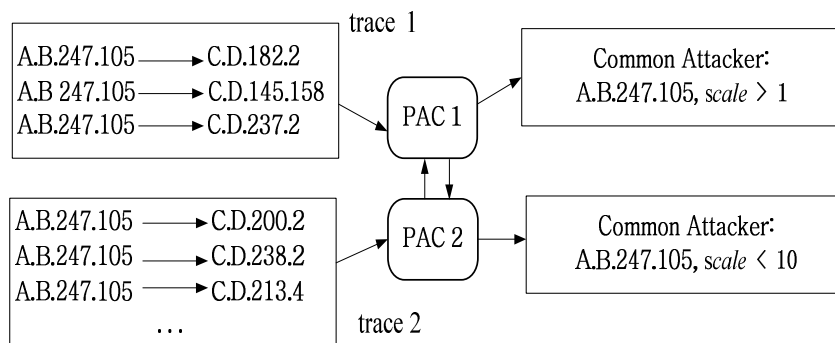 trace 1
A.B.247.105 C.D.182.2
A.B 247.105 C.D.145.158
A.B.247.105 C.D.237.2
PAC 1
Common Attacker:
A.B.247.105, scale > 1
A.B.247.105 C.D.200.2
A.B.247.105 C.D.238.2
A.B.247.105 C.D.213.4
...
trace 2
PAC 2
Common Attacker:
A.B.247.105, scale < 10